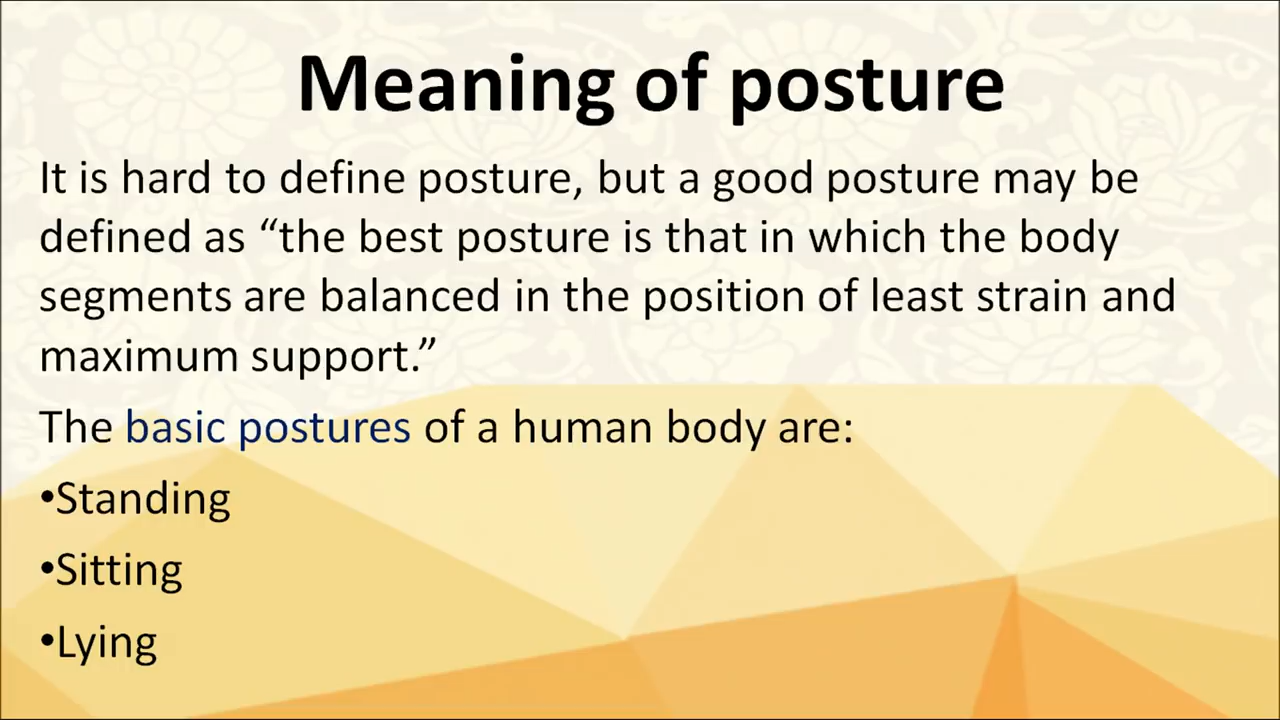 Meaning of posture
It is hard to define posture, but a good posture may be
defined as “the best posture is that in which the body
segments are balanced in the position of least strain and
maximum support.”
The basic postures of a human body are:
•Standing
•Sitting
•Lying